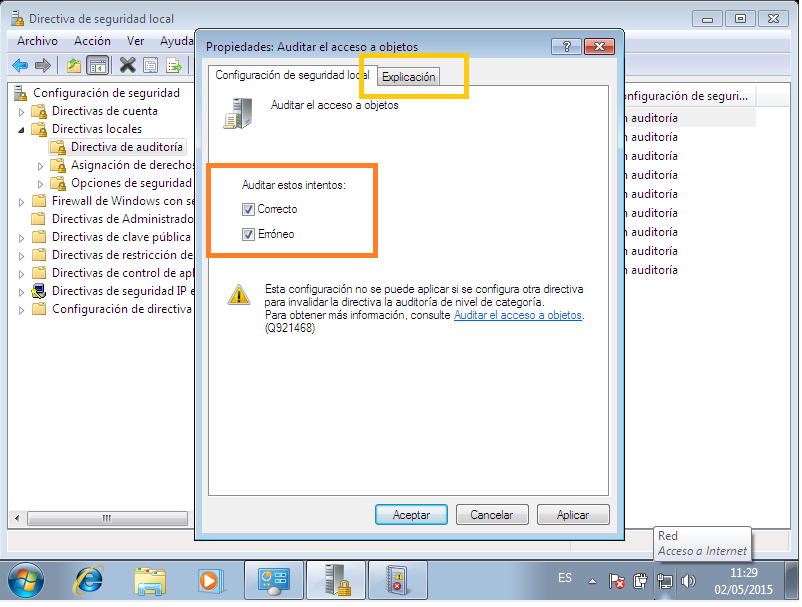 Directiva de seguridad local
Archivo Acción Ver Ayuda
Configuración de seguridad
Directivas de cuenta
Directivas locales
Directiva de auditoría
Asignación de derechos
Opciones de seguridad
Firewall de Windows con se
Directivas de Administrado
Directivas de clave pública
Directivas de restricción de
Directivas de control de apl
Directivas de seguridad IP e
Configuración de directiva
Propiedades: Auditar el acceso a objetos
Configuración de seguridad local
Explicación
Auditar el acceso a objetos
Auditar estos intentos:
Correcto
Erróneo
Esta configuración no se puede aplicar si se configura otra directiva
para invalidar la directiva la auditoría de nivel de categoría.
Para obtener más información, consulte Auditar el acceso a objetos.
(Q921468)
Aceptar Cancelar Aplicar
nfiguración de seguri...
n auditoría
n auditoría
n auditoría
n auditoría
n auditoría
n auditoría
n auditoría
n auditoría
n auditoría
Red
Acceso a Internet
ES
11:29
02/05/2015